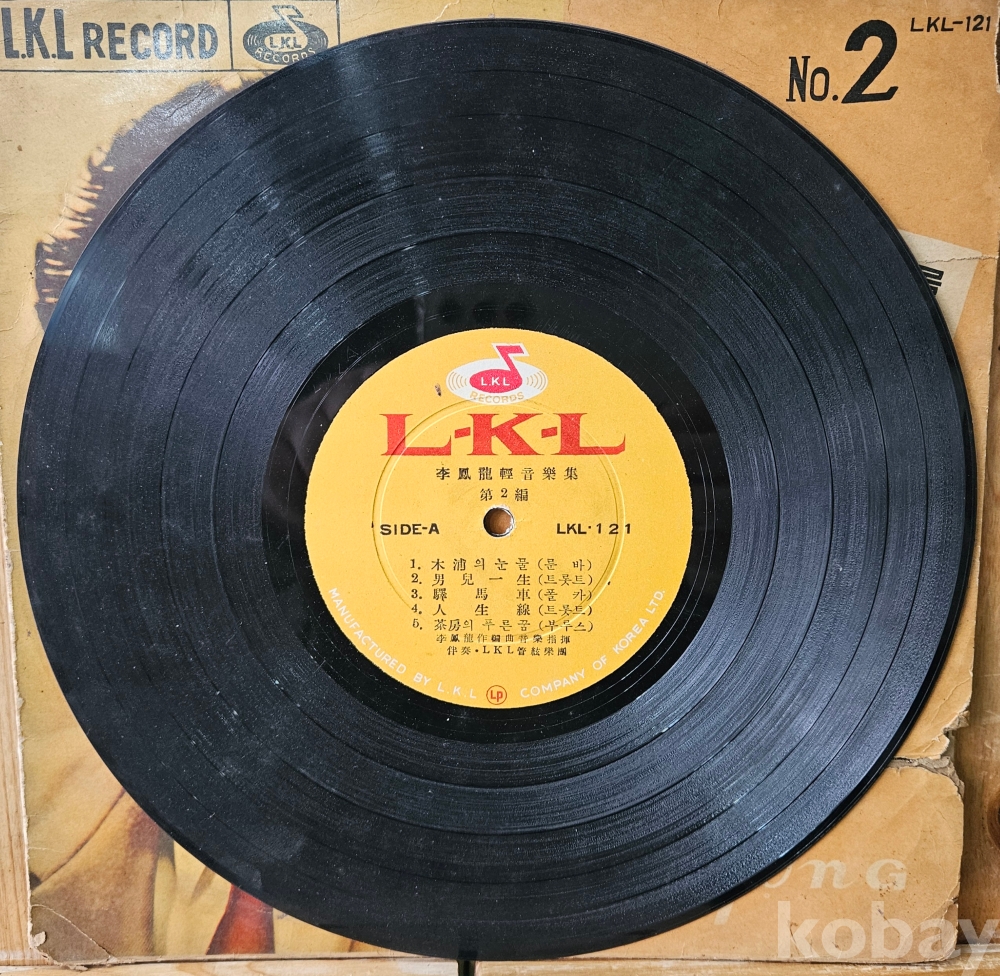 L.K.L RECORD
L.K.L
RECORDS
No.2
LKL-121
L.K.L
RECORDS
L-K-L
李鳳龍輕音樂集
第2編
SIDE-A
LKL·121
1. 木浦의눈물(룸바)
2. 男兒一生(트롯트)
3. 驛馬車(폴카)
4. 人生線(트롯트)
5. 茶房의푸른꿈(부루스)
李鳳龍作編曲音樂指揮
伴奏·LKL管絃樂團
MANUFACTURED BY L.K.L Lp COMPANY OF KOREA LTD.
kobay